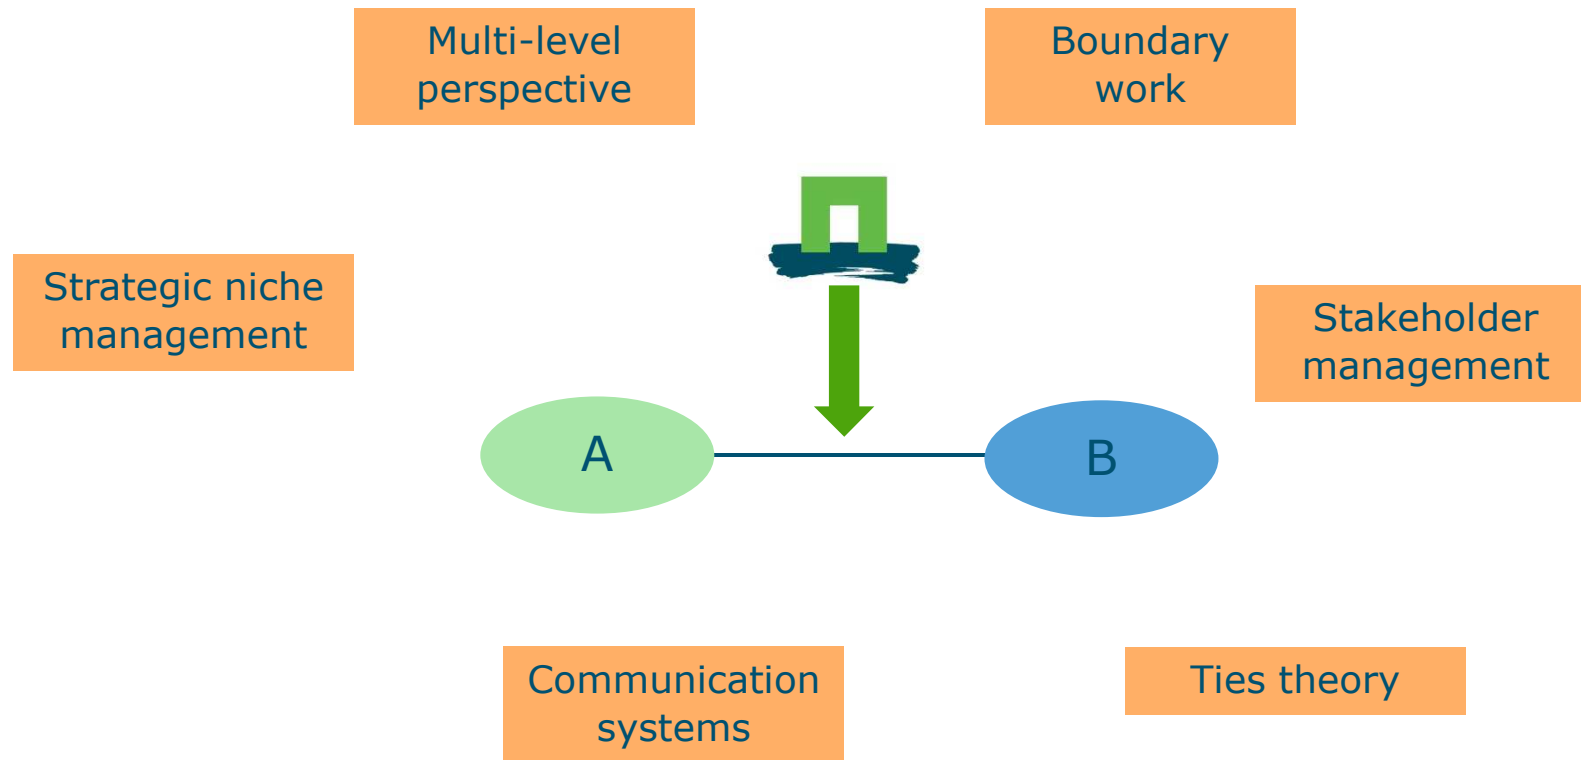 Multi-level
perspective
Boundary
work
Strategic niche
management
Stakeholder
management
A
B
Communication
systems
Ties theory